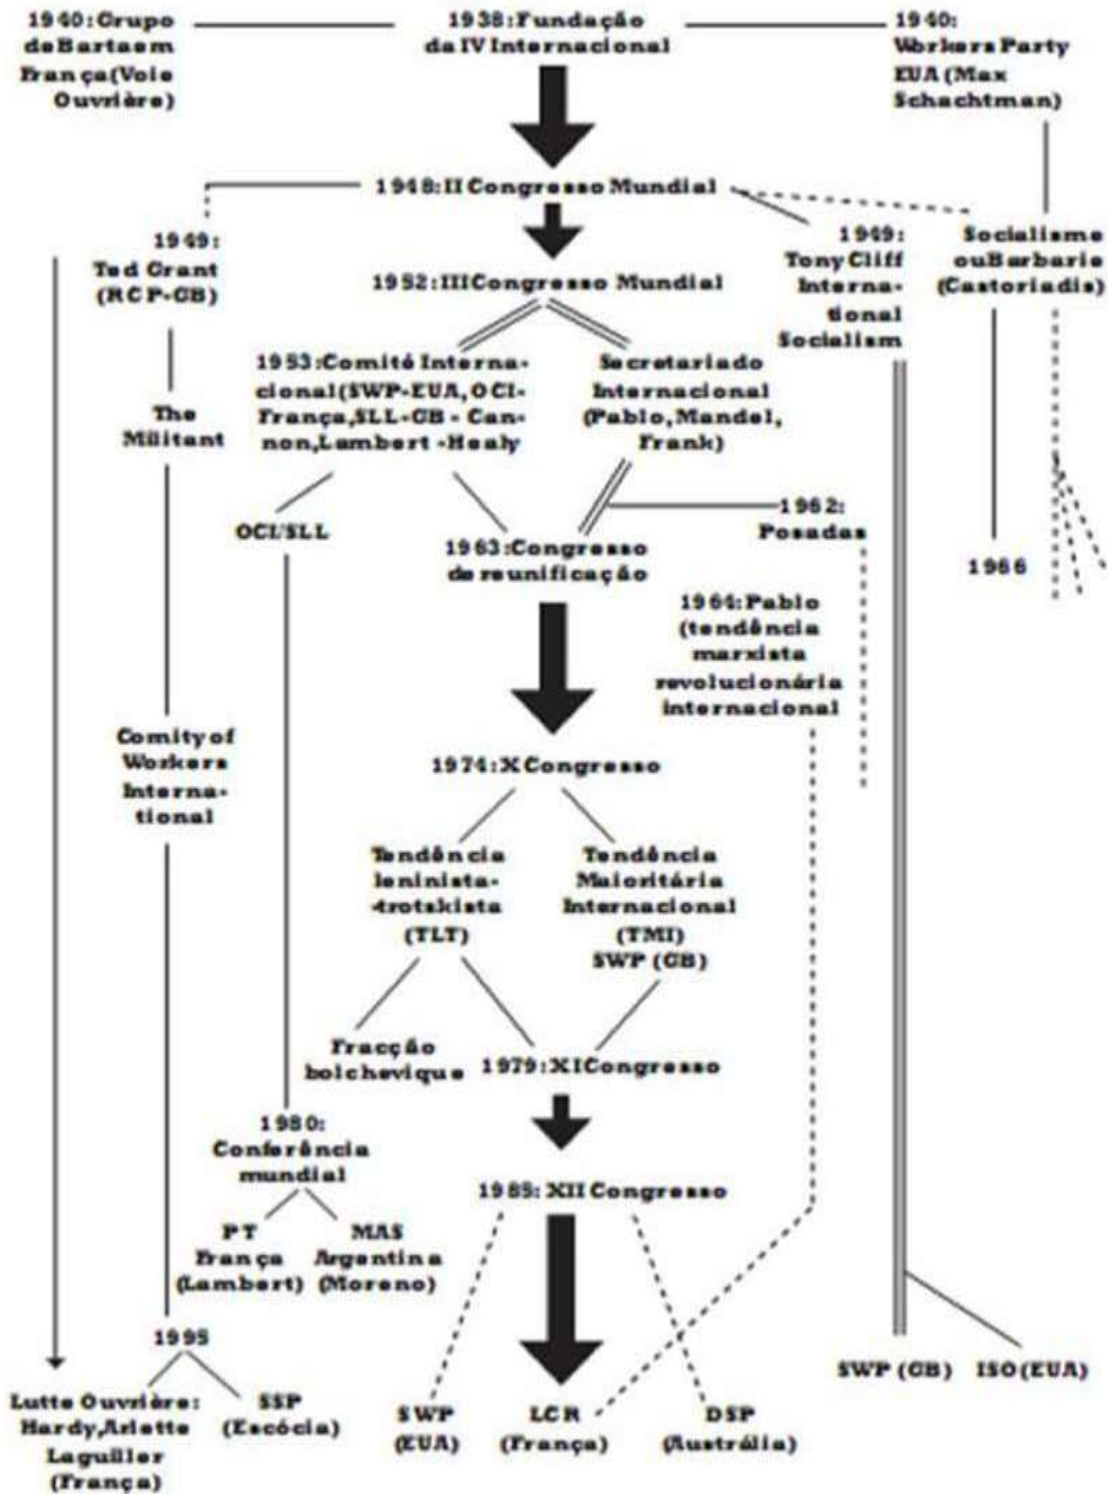 1940:Grupo
de Barta em
França(Voie
Ouvrière)
1938:Fundação
da IV Internacional
1940:
Workers Party
EUA (Max
Schachtman)
1948:II Congresso Mundial
1949:
Ted Grant
(RCP-GB)
1949:
Tony Cliff
Interna-
tional
Socialism
Socialisme
ou Barbarie
(Castoriadis)
1952:III Congresso Mundial
1953:Comité Interna-
cional(SWP-EUA, OCI-
França,SLL-GB - Can-
non,Lambert -Healy
Secretariado
Internacional
(Pablo, Mandel,
Frank)
The
Militant
OCI/SLL
1962:
Posadas
1963:Congresso
de reunificação
1966
1964:Pablo
(tendência
marxista
revolucionária
internacional
Comity of
Workers
Interna-
tional
1974:X Congresso
Tendência
leninista-
-trotskista
(TLT)
Tendência
Maioritária
Internacional
(TMI)
SWP (GB)
Fracção
bolchevique
1979:XI Congresso
1980:
Conferência
mundial
1985: XII Congresso
PT
França
(Lambert)
MAS
Argentina
(Moreno)
1995
Lutte Ouvrière:
Hardy,Arlette
Laguiller
(França)
SSP
(Escócia)
SWP
(EUA)
LCR
(França)
DSP
(Austrália)
SWP (GB)
ISO (EUA)